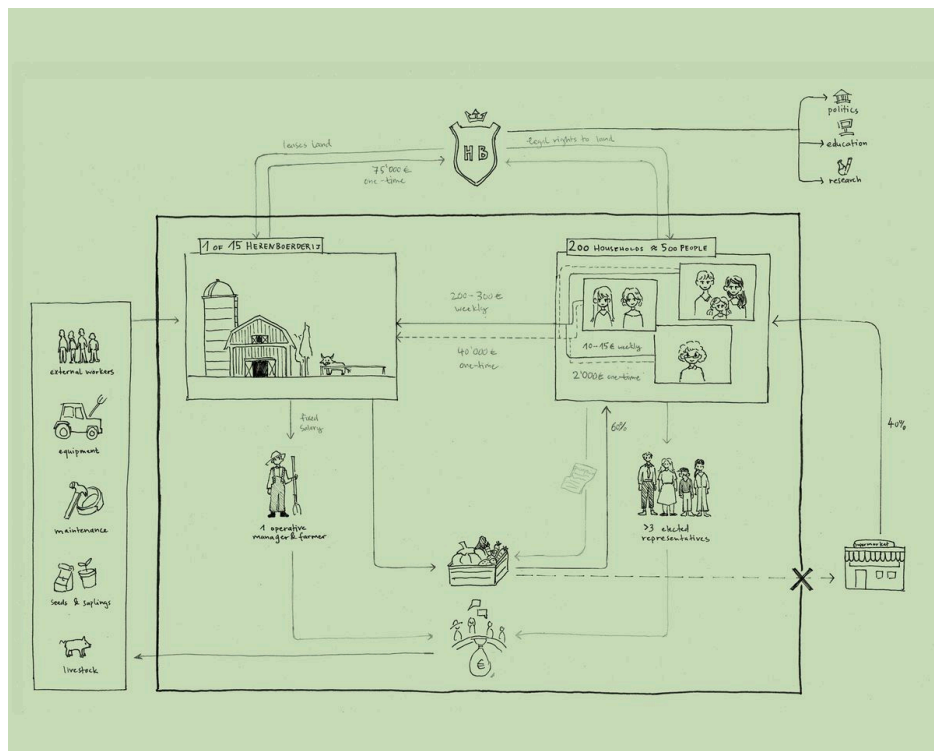 politics
education
research
HB
leases land
75'000€
one-time
legal rights to land
1 OF 15 HERENBOERDERIJ
200 HOUSEHOLDS ≈ 500 PEOPLE
200-300€
weekly
40'000€
one-time
10-15€ weekly
2'000€ one-time
external workers
equipment
maintenance
seeds & saplings
livestock
fixed
salary
1 operative
manager & farmer
60%
>3 elected
representatives
40%
supermarket
€